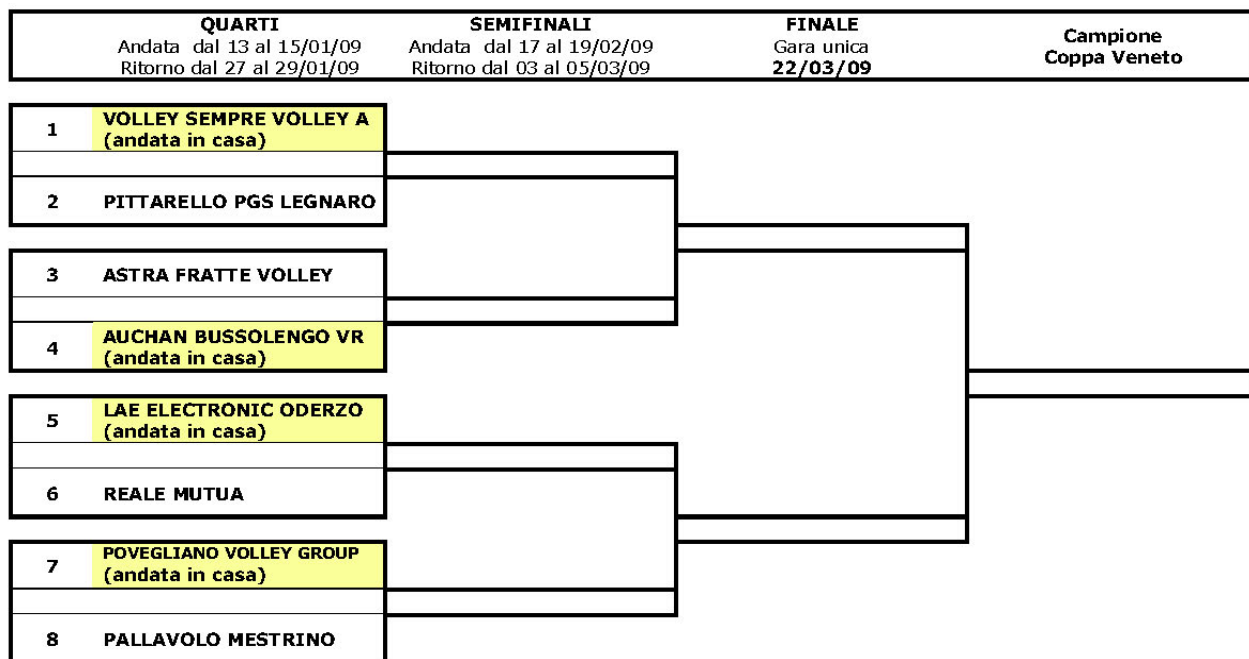 QUARTI
Andata dal 13 al 15/01/09
Ritorno dal 27 al 29/01/09
SEMIFINALI
Andata dal 17 al 19/02/09
Ritorno dal 03 al 05/03/09
FINALE
Gara unica
22/03/09
Campione
Coppa Veneto
1 VOLLEY SEMPRE VOLLEY A
(andata in casa)
2 PITTARELLO PGS LEGNARO
3 ASTRA FRATTE VOLLEY
4 AUCHAN BUSSOLENGO VR
(andata in casa)
5 LAE ELECTRONIC ODERZO
(andata in casa)
6 REALE MUTUA
7 POVEGLIANO VOLLEY GROUP
(andata in casa)
8 PALLAVOLO MESTRINO